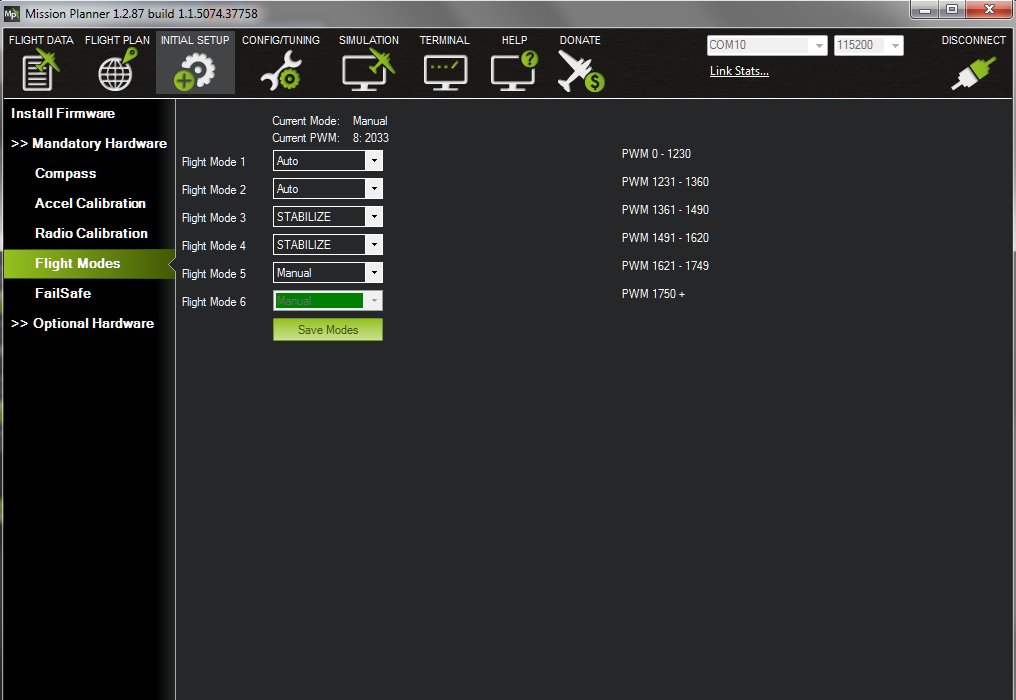 Mission Planner 1.2.87 build 1.1.5074.37758
FLIGHT DATA FLIGHT PLAN INITIAL SETUP CONFIG/TUNING SIMULATION TERMINAL HELP DONATE COM10 115200 DISCONNECT
Link Stats...
Install Firmware
>> Mandatory Hardware
Compass
Accel Calibration
Radio Calibration
Flight Modes
FailSafe
>> Optional Hardware
Current Mode: Manual
Current PWM: 8: 2033
Flight Mode 1 Auto PWM 0 - 1230
Flight Mode 2 Auto PWM 1231 - 1360
Flight Mode 3 STABILIZE PWM 1361 - 1490
Flight Mode 4 STABILIZE PWM 1491 - 1620
Flight Mode 5 Manual PWM 1621 - 1749
Flight Mode 6 Manual PWM 1750 +
Save Modes